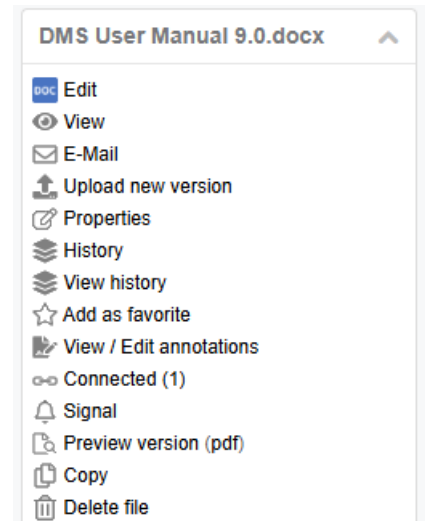 DMS User Manual 9.0.docx
DOC Edit
View
E-Mail
Upload new version
Properties
History
View history
Add as favorite
View / Edit annotations
Connected (1)
Signal
Preview version (pdf)
Copy
Delete file